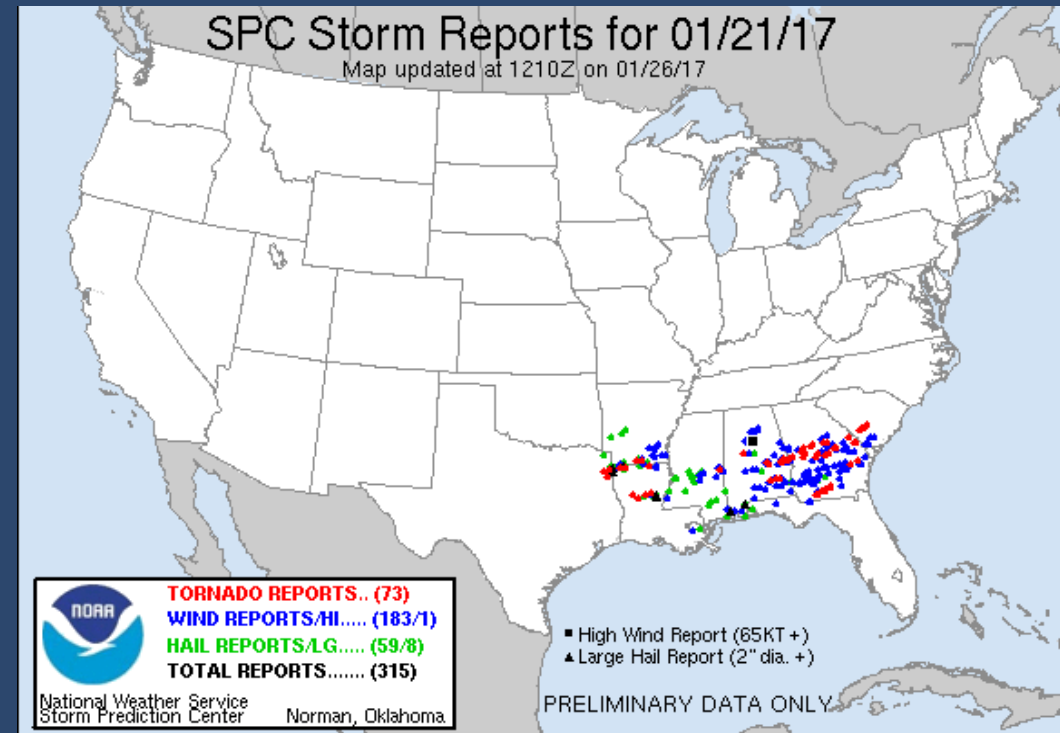 SPC Storm Reports for 01/21/17
Map updated at 1210Z on 01/26/17
NOAA
TORNADO REPORTS.. (73)
WIND REPORTS/HI..... (183/1)
HAIL REPORTS/LG..... (59/8)
TOTAL REPORTS....... (315)
National Weather Service
Storm Prediction Center Norman, Oklahoma
High Wind Report (65KT +)
Large Hail Report (2" dia. +)
PRELIMINARY DATA ONLY